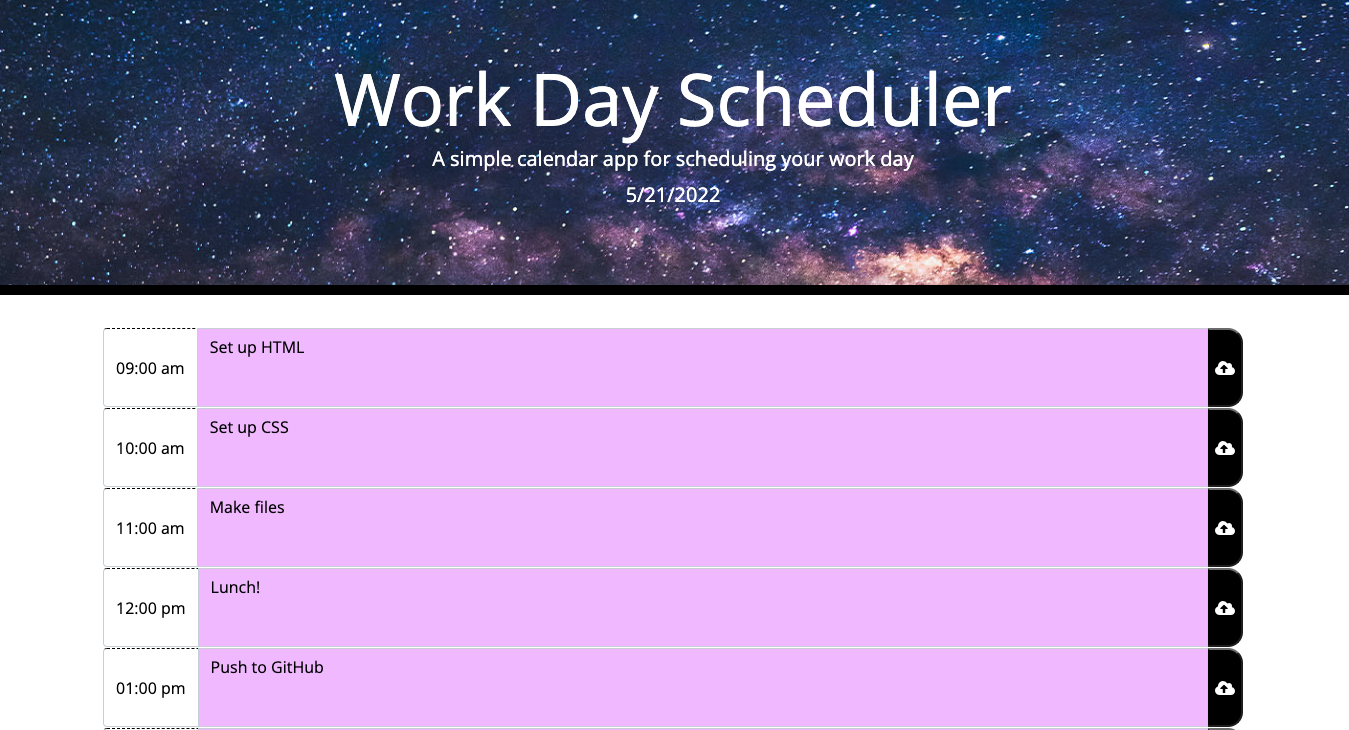 Work Day Scheduler
A simple calendar app for scheduling your work day
5/21/2022
09:00 am Set up HTML
10:00 am Set up CSS
11:00 am Make files
12:00 pm Lunch!
01:00 pm Push to GitHub